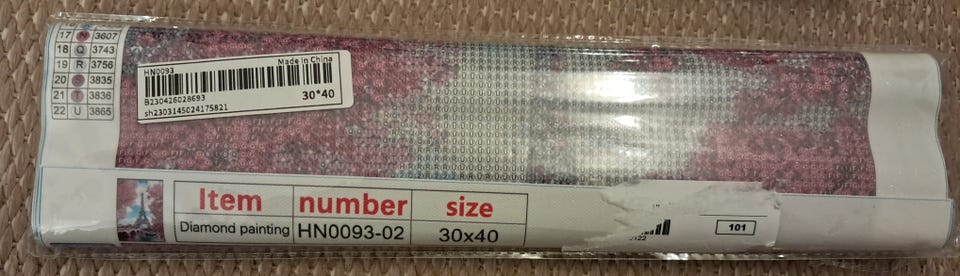 17 N 3607
18 Q 3743
19 R 3756
20 S 3835
21 T 3836
22 U 3865
HN0093 Made in China
B230426028693
30*40
sh2303145024175821
Item number size
Diamond painting HN0093-02 30x40
101